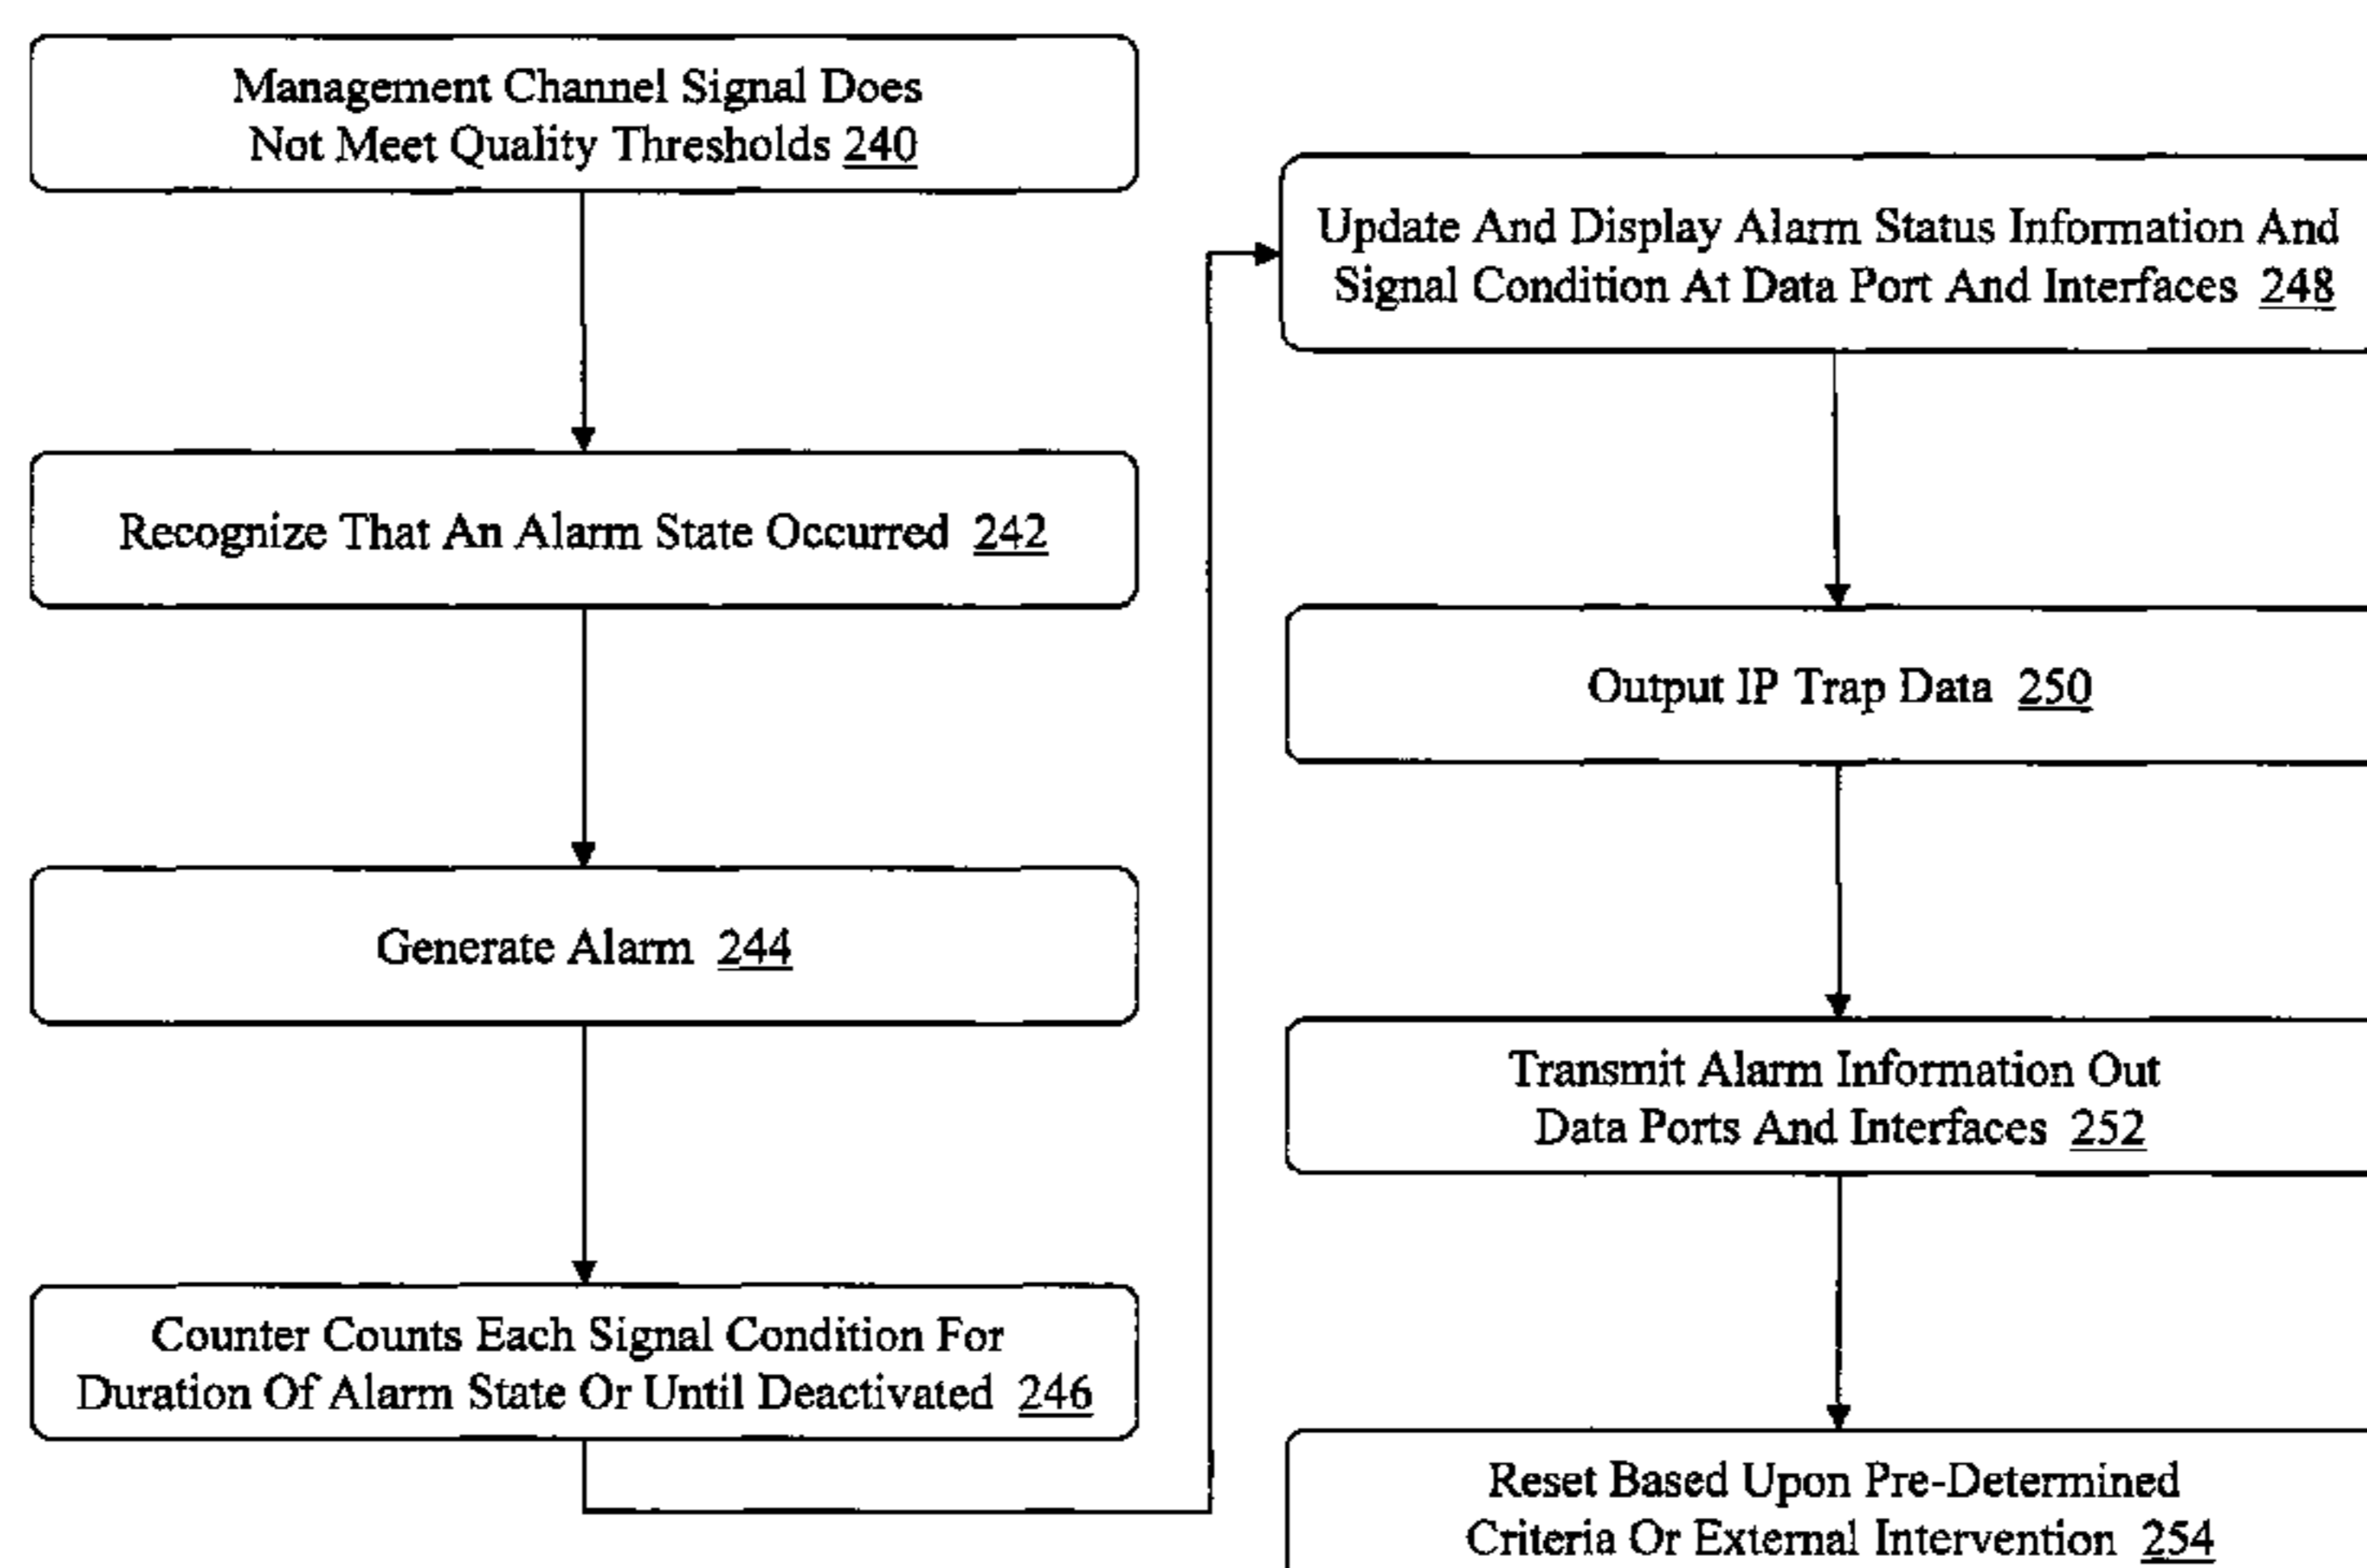 Management Channel Signal Does
Not Meet Quality Thresholds 240
Recognize That An Alarm State Occurred 242
Generate Alarm 244
Counter Counts Each Signal Condition For
Duration Of Alarm State Or Until Deactivated 246
Update And Display Alarm Status Information And
Signal Condition At Data Port And Interfaces 248
Output IP Trap Data 250
Transmit Alarm Information Out
Data Ports And Interfaces 252
Reset Based Upon Pre-Determined
Criteria Or External Intervention 254